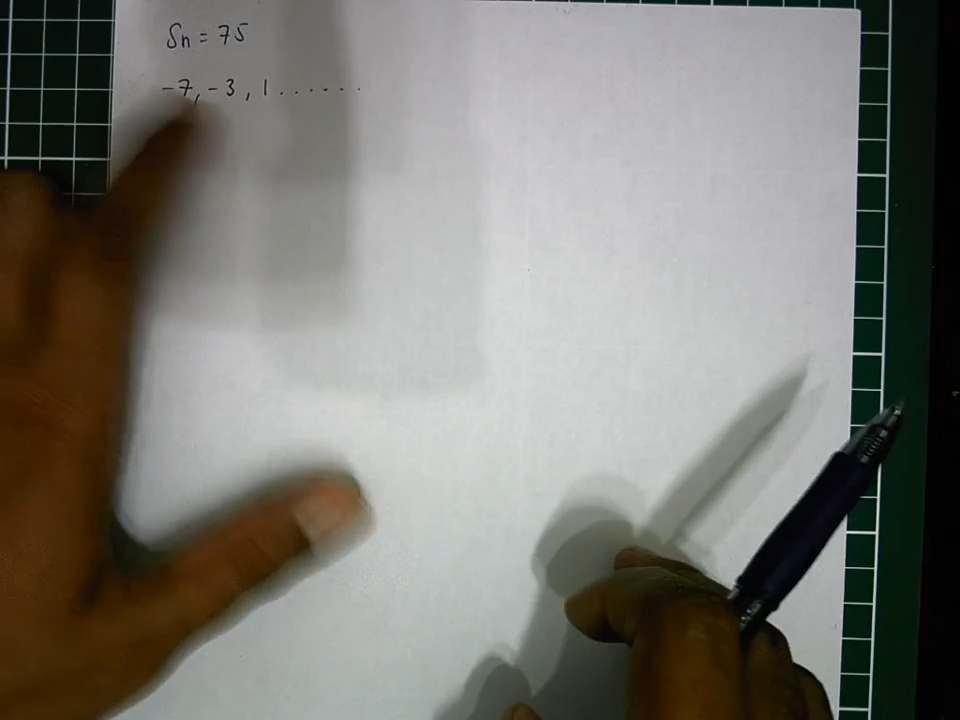 Sn = 75
-7, -3, 1......